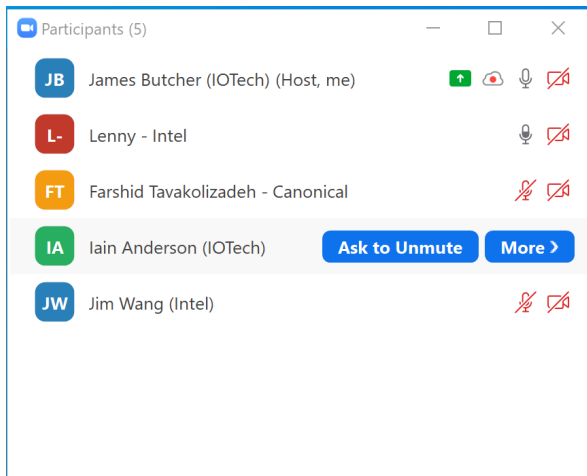 Participants (5)
JB James Butcher (IOTech) (Host, me)
L- Lenny - Intel
FT Farshid Tavakolizadeh - Canonical
IA Iain Anderson (IOTech) Ask to Unmute More
JW Jim Wang (Intel)